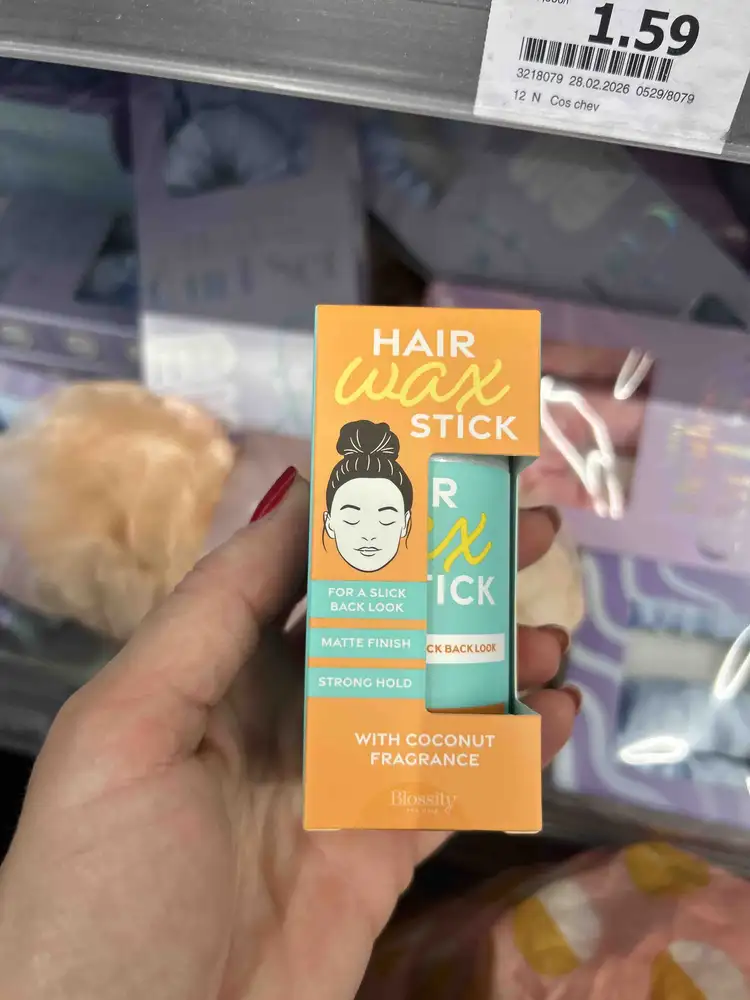 1.59
3218079 28.02.2026 0529/8079
12 N Cos chev
HAIR
wax
STICK
R
x
TICK
CK BACK LOOK
FOR A SLICK
BACK LOOK
MATTE FINISH
STRONG HOLD
WITH COCONUT
FRAGRANCE
Blossity